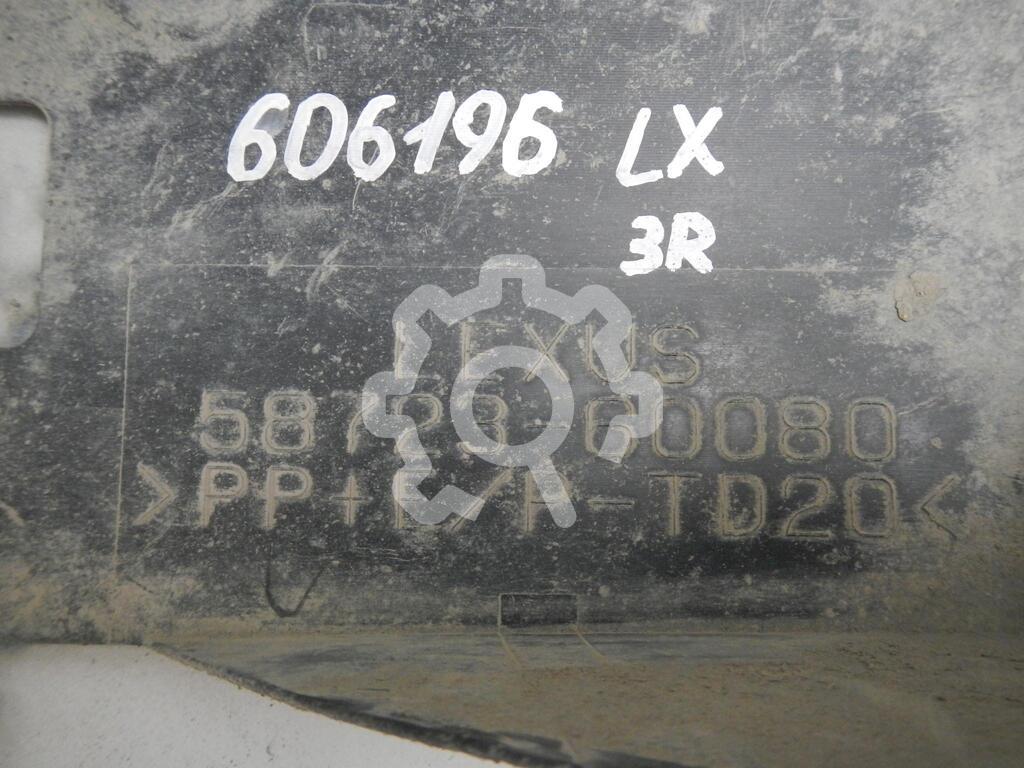 606196 LX
3R
LEXUS
58723-60080
>PP+E/P-TD20<